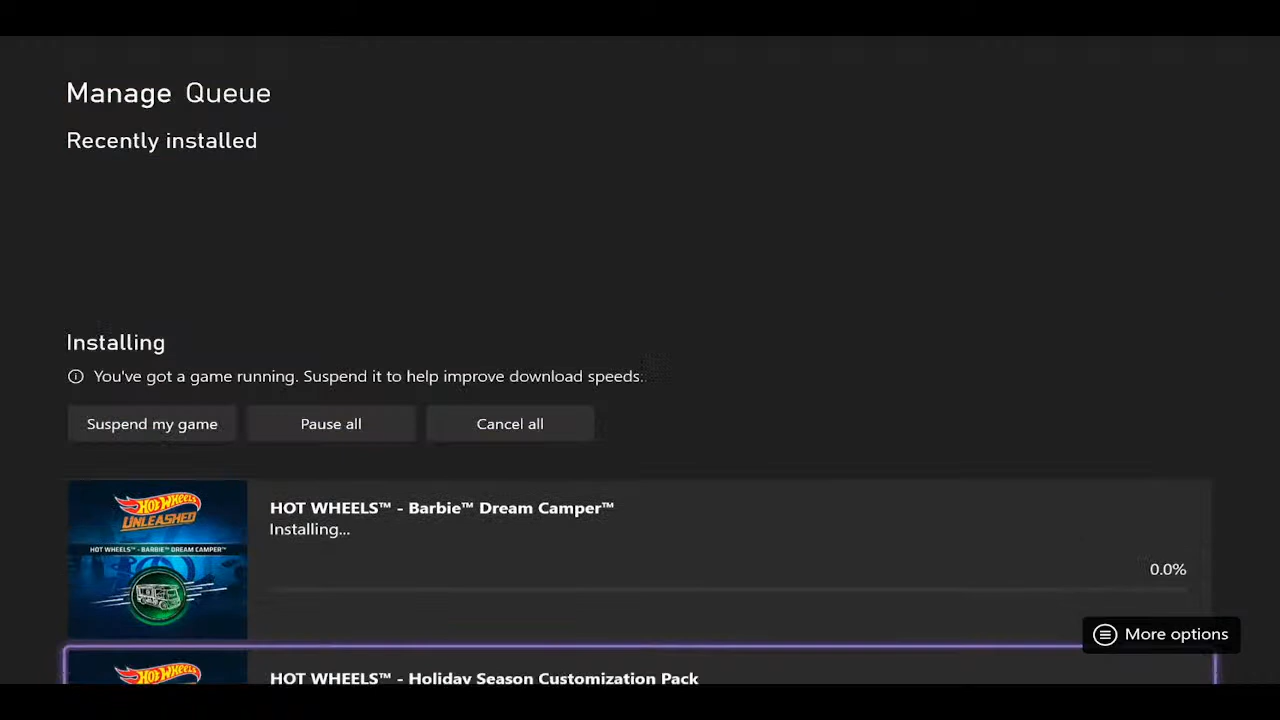 Manage Queue
Recently installed
Installing
You've got a game running. Suspend it to help improve download speeds.
Suspend my game
Pause all
Cancel all
HOT WHEELS UNLEASHED
HOT WHEELS™ - BARBIE™ DREAM CAMPER™
HOT WHEELS™ - Barbie™ Dream Camper™
Installing...
0.0%
More options
HOT WHEELS
HOT WHEELS™ - Holiday Season Customization Pack